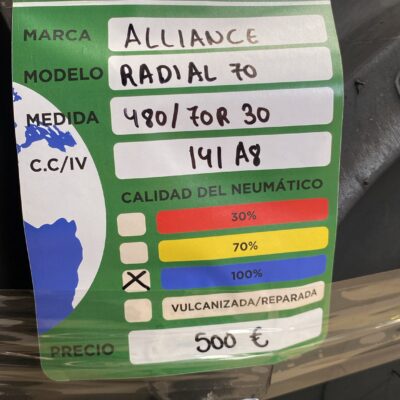 MARCA ALLIANCE
MODELO RADIAL 70
MEDIDA 480/70R 30
C.C/IV 141 A8
CALIDAD DEL NEUMÁTICO
30%
70%
X 100%
VULCANIZADA/REPARADA
PRECIO 500 €